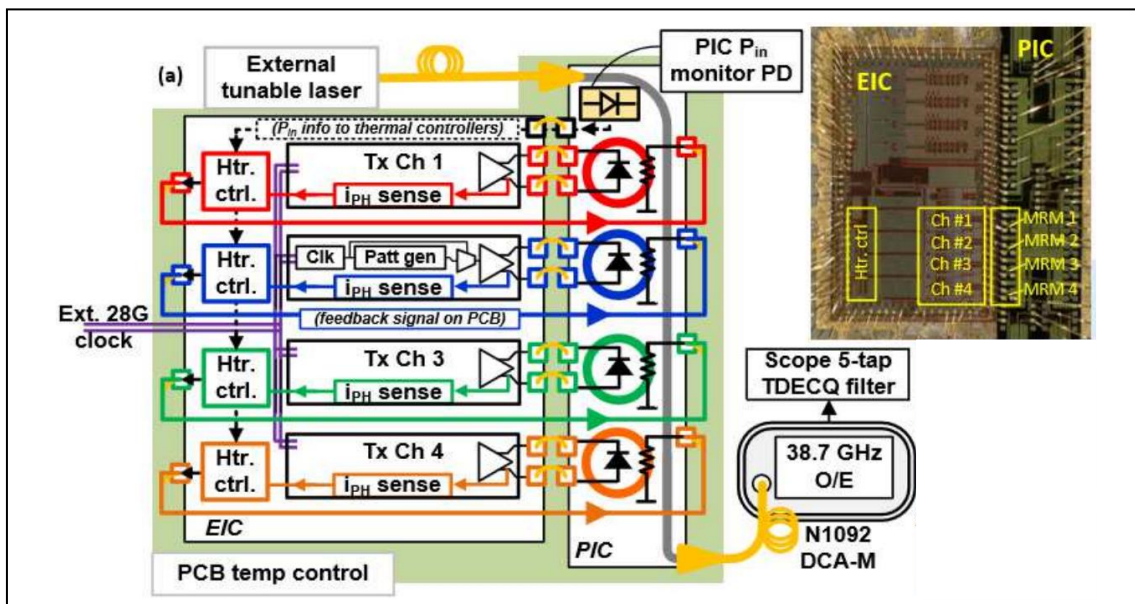 (a)
External
tunable laser
PIC Pin
monitor PD
(Pin info to thermal controllers)
Htr.
ctrl.
Tx Ch 1
iPH sense
Htr.
ctrl.
Clk
Patt gen
iPH sense
Ext. 28G
clock
(feedback signal on PCB)
Htr.
ctrl.
Tx Ch 3
iPH sense
Htr.
ctrl.
Tx Ch 4
iPH sense
EIC
PIC
PCB temp control
EIC
PIC
Htr. ctrl
Ch #1
Ch #2
Ch #3
Ch #4
MRM 1
MRM 2
MRM 3
MRM 4
Scope 5-tap
TDECQ filter
38.7 GHz
O/E
N1092
DCA-M